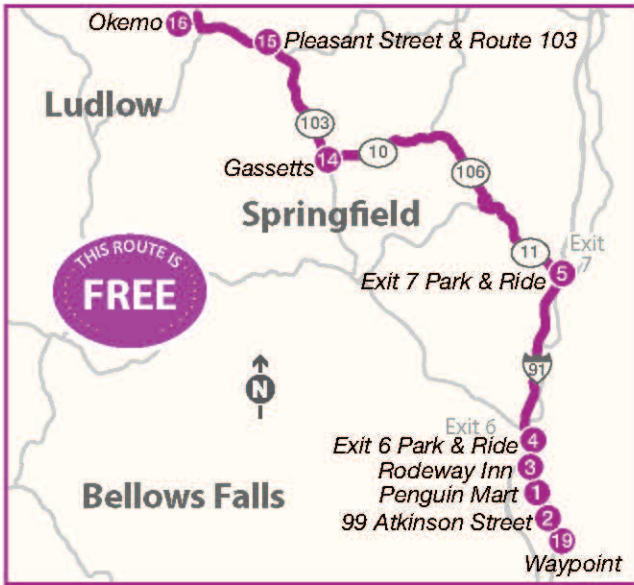 Okemo 16
15 Pleasant Street & Route 103
Ludlow
103
14 10
Gassetts
106
Springfield
11
Exit
7
Exit 7 Park & Ride 5
THIS ROUTE IS
FREE
91
N
Exit 6
Exit 6 Park & Ride 4
Rodeway Inn 3
Penguin Mart 1
Bellows Falls
99 Atkinson Street 2
19
Waypoint